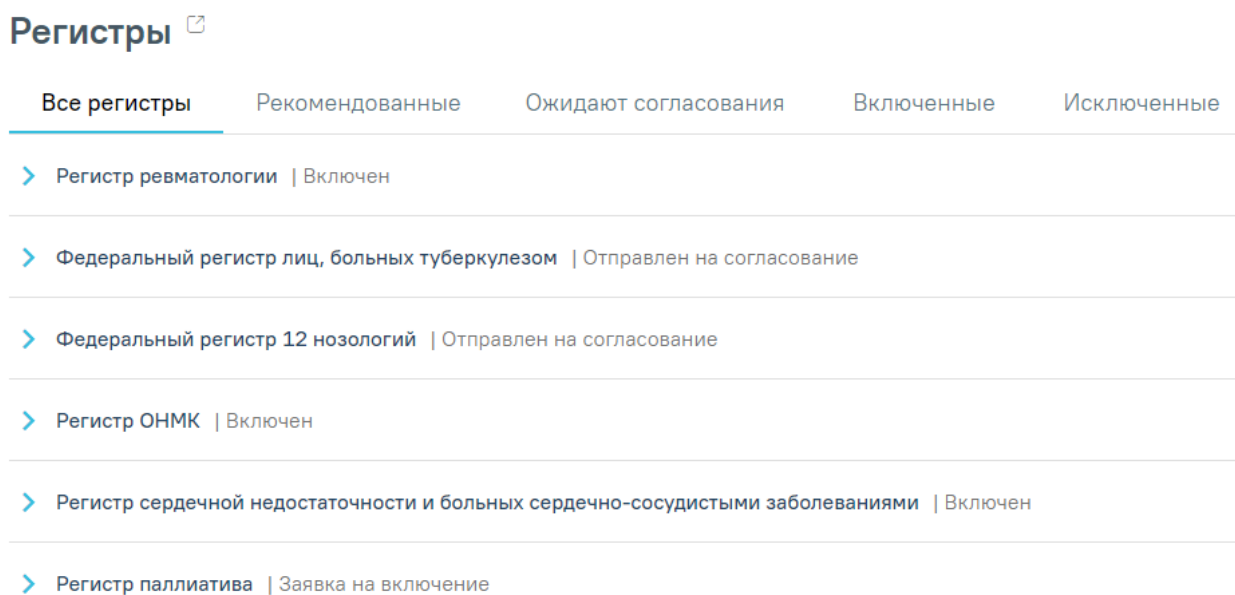 Регистры
Все регистры Рекомендованные Ожидают согласования Включенные Исключенные
Регистр ревматологии | Включен
Федеральный регистр лиц, больных туберкулезом | Отправлен на согласование
Федеральный регистр 12 нозологий | Отправлен на согласование
Регистр ОНМК | Включен
Регистр сердечной недостаточности и больных сердечно-сосудистыми заболеваниями | Включен
Регистр паллиатива | Заявка на включение